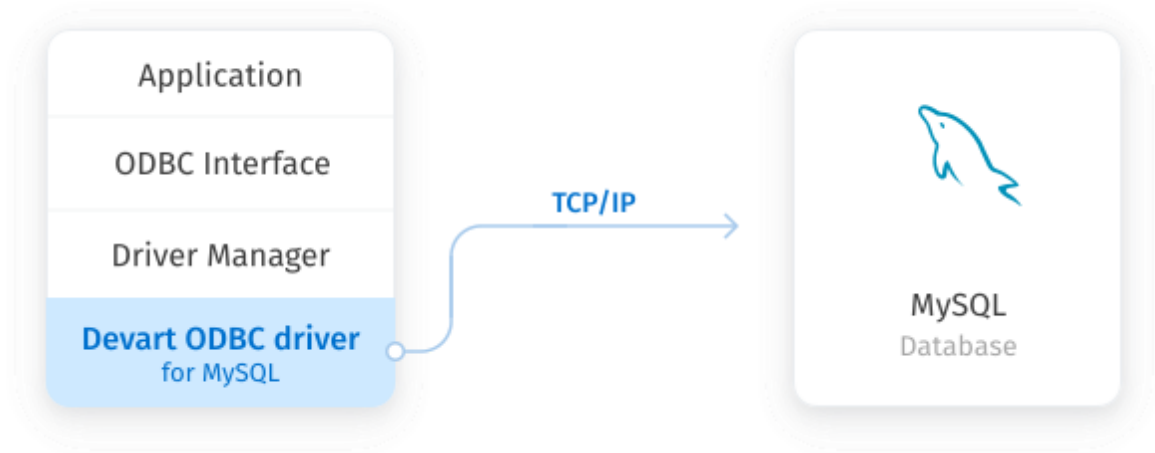 Application
ODBC Interface
Driver Manager
Devart ODBC driver
for MySQL
TCP/IP
MySQL
Database